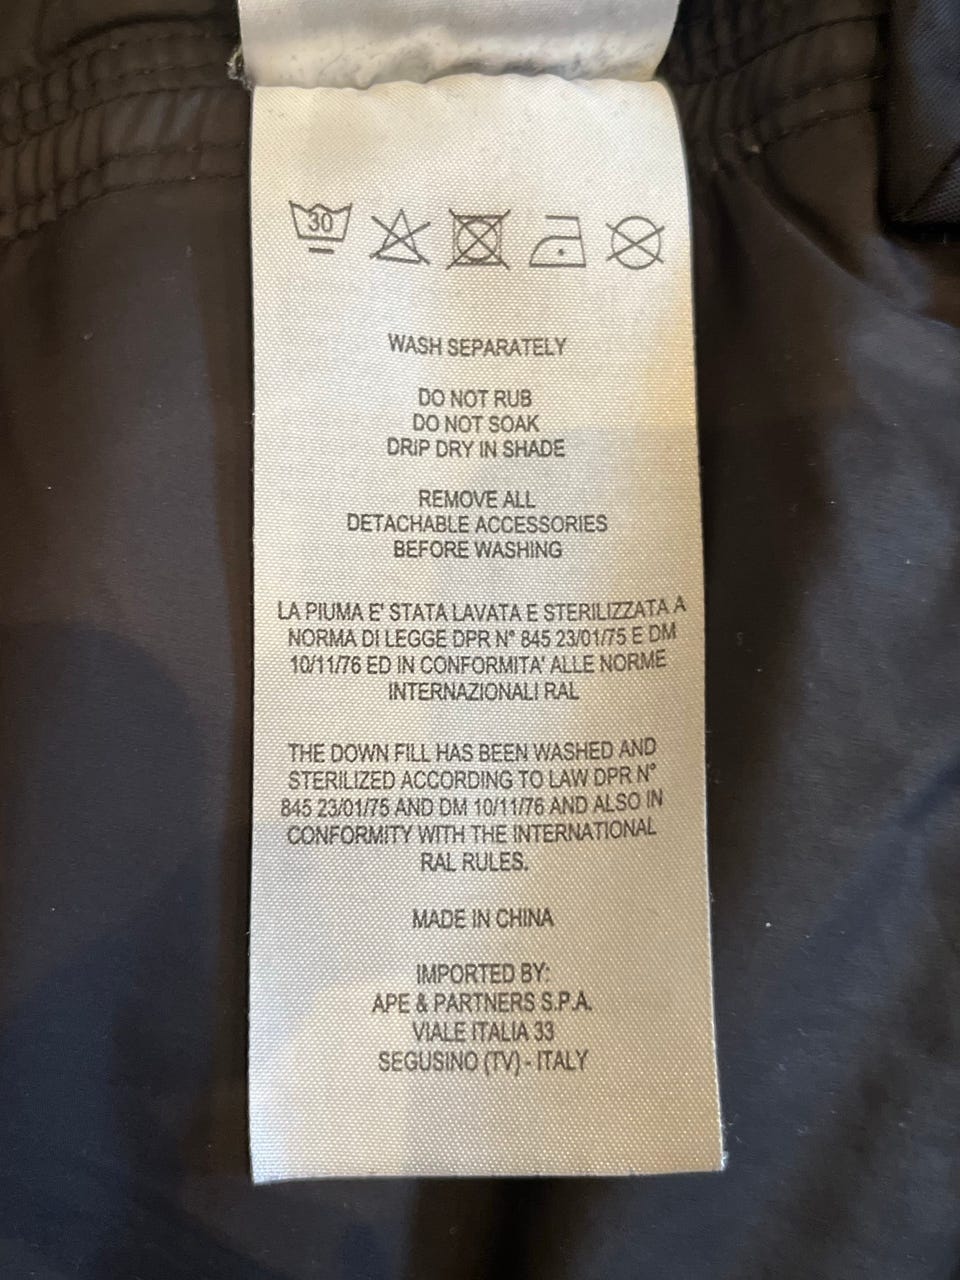 30
WASH SEPARATELY
DO NOT RUB
DO NOT SOAK
DRIP DRY IN SHADE
REMOVE ALL
DETACHABLE ACCESSORIES
BEFORE WASHING
LA PIUMA E' STATA LAVATA E STERILIZZATA A
NORMA DI LEGGE DPR N° 845 23/01/75 E DM
10/11/76 ED IN CONFORMITA' ALLE NORME
INTERNAZIONALI RAL
THE DOWN FILL HAS BEEN WASHED AND
STERILIZED ACCORDING TO LAW DPR N°
845 23/01/75 AND DM 10/11/76 AND ALSO IN
CONFORMITY WITH THE INTERNATIONAL
RAL RULES.
MADE IN CHINA
IMPORTED BY:
APE & PARTNERS S.P.A.
VIALE ITALIA 33
SEGUSINO (TV) - ITALY